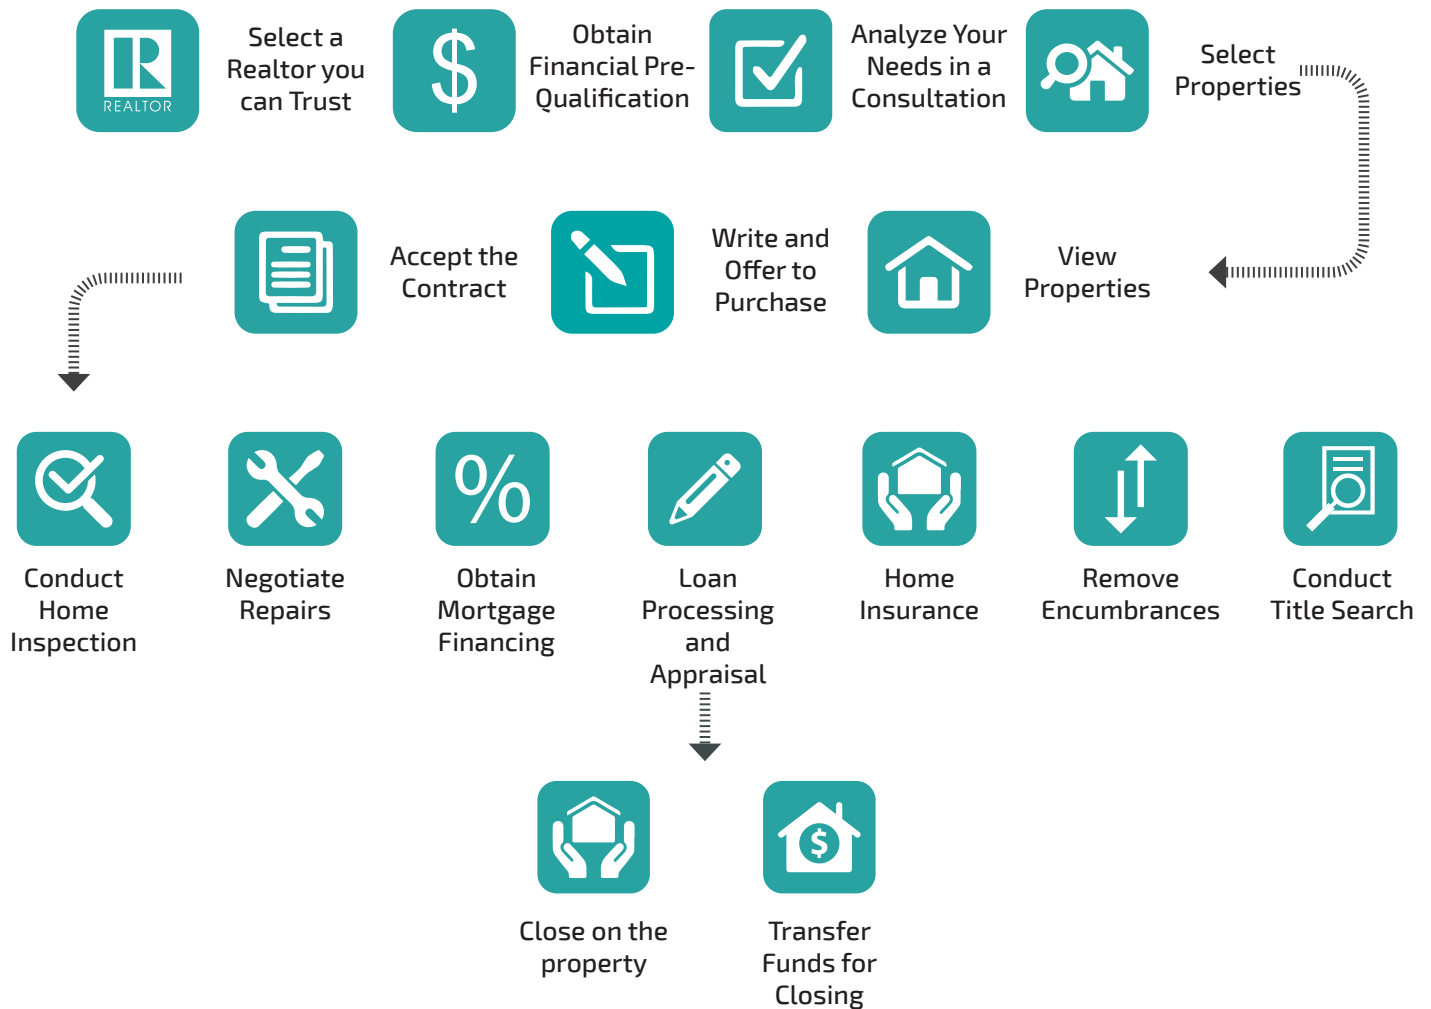 REALTOR
Select a
Realtor you
can Trust
$
Obtain
Financial Pre-
Qualification
Analyze Your
Needs in a
Consultation
Select
Properties
Accept the
Contract
Write and
Offer to
Purchase
View
Properties
%
Conduct
Home
Inspection
Negotiate
Repairs
Obtain
Mortgage
Financing
Loan
Processing
and
Appraisal
Home
Insurance
Remove
Encumbrances
Conduct
Title Search
$
Close on the
property
Transfer
Funds for
Closing